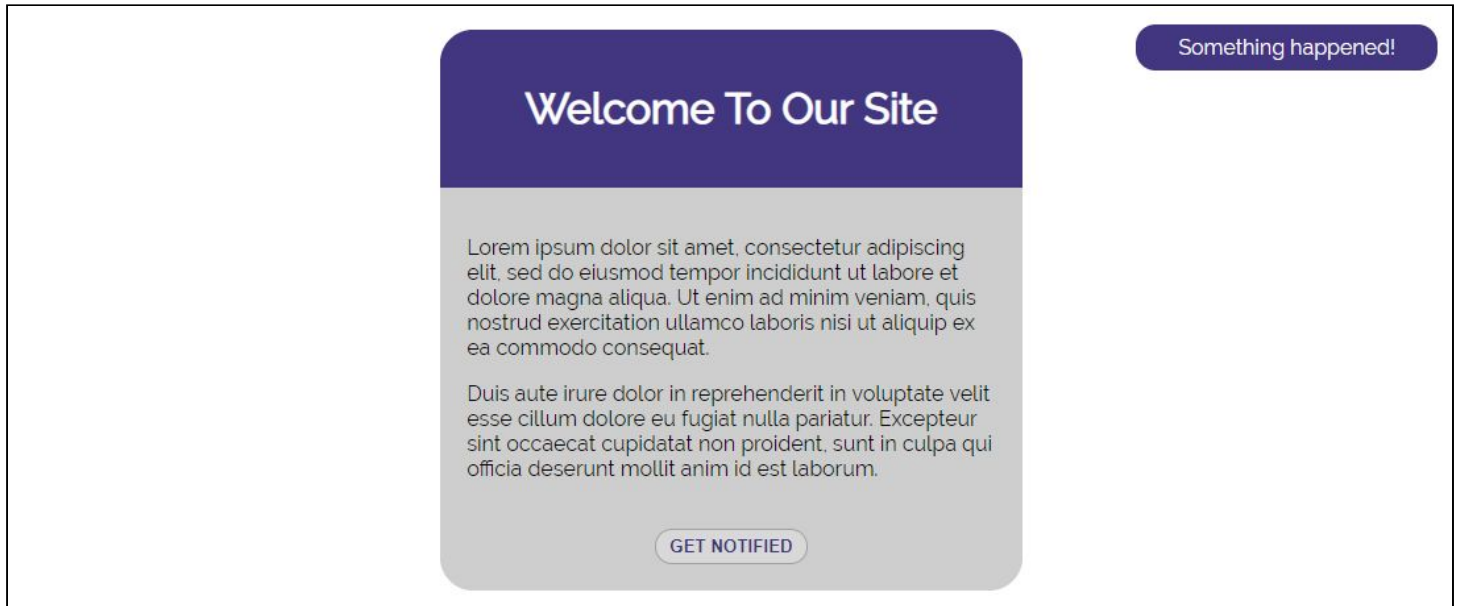 Something happened!
Welcome To Our Site
Lorem ipsum dolor sit amet, consectetur adipiscing
elit, sed do eiusmod tempor incididunt ut labore et
dolore magna aliqua. Ut enim ad minim veniam, quis
nostrud exercitation ullamco laboris nisi ut aliquip ex
ea commodo consequat.
Duis aute irure dolor in reprehenderit in voluptate velit
esse cillum dolore eu fugiat nulla pariatur. Excepteur
sint occaecat cupidatat non proident, sunt in culpa qui
officia deserunt mollit anim id est laborum.
GET NOTIFIED